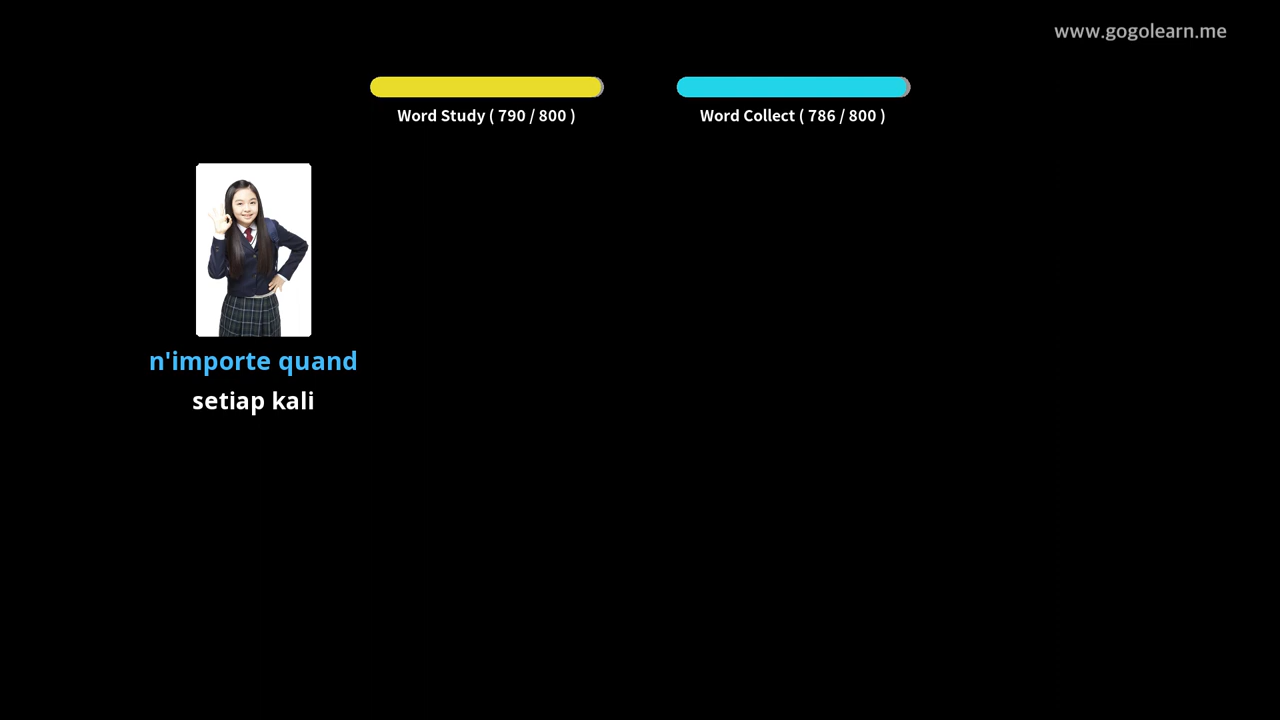 www.gogolearn.me
Word Study ( 790 / 800 )
Word Collect ( 786 / 800 )
n'importe quand
setiap kali